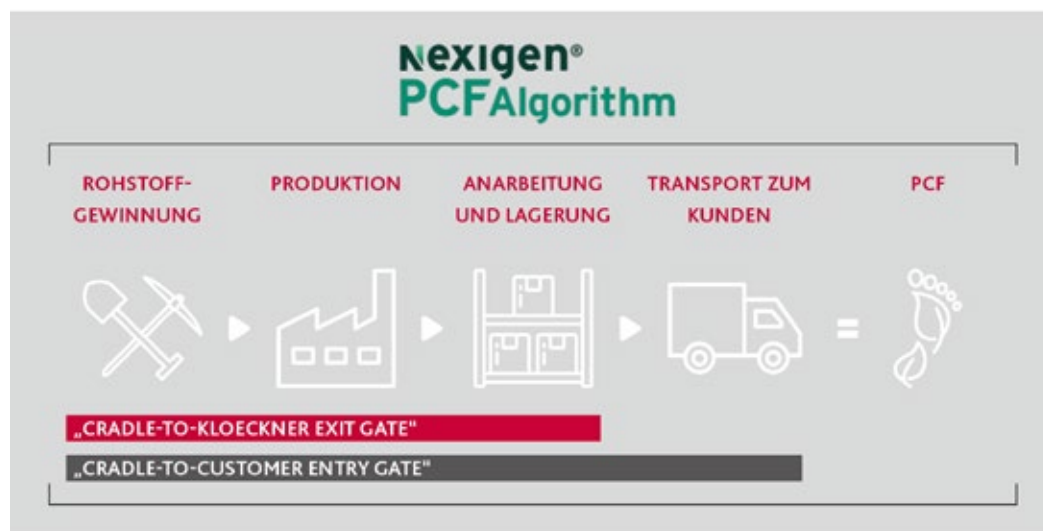 Nexigen®
PCFAlgorithm
ROHSTOFF-
GEWINNUNG
PRODUKTION
ANARBEITUNG
UND LAGERUNG
TRANSPORT ZUM
KUNDEN
PCF
„CRADLE-TO-KLOECKNER EXIT GATE“
„CRADLE-TO-CUSTOMER ENTRY GATE“